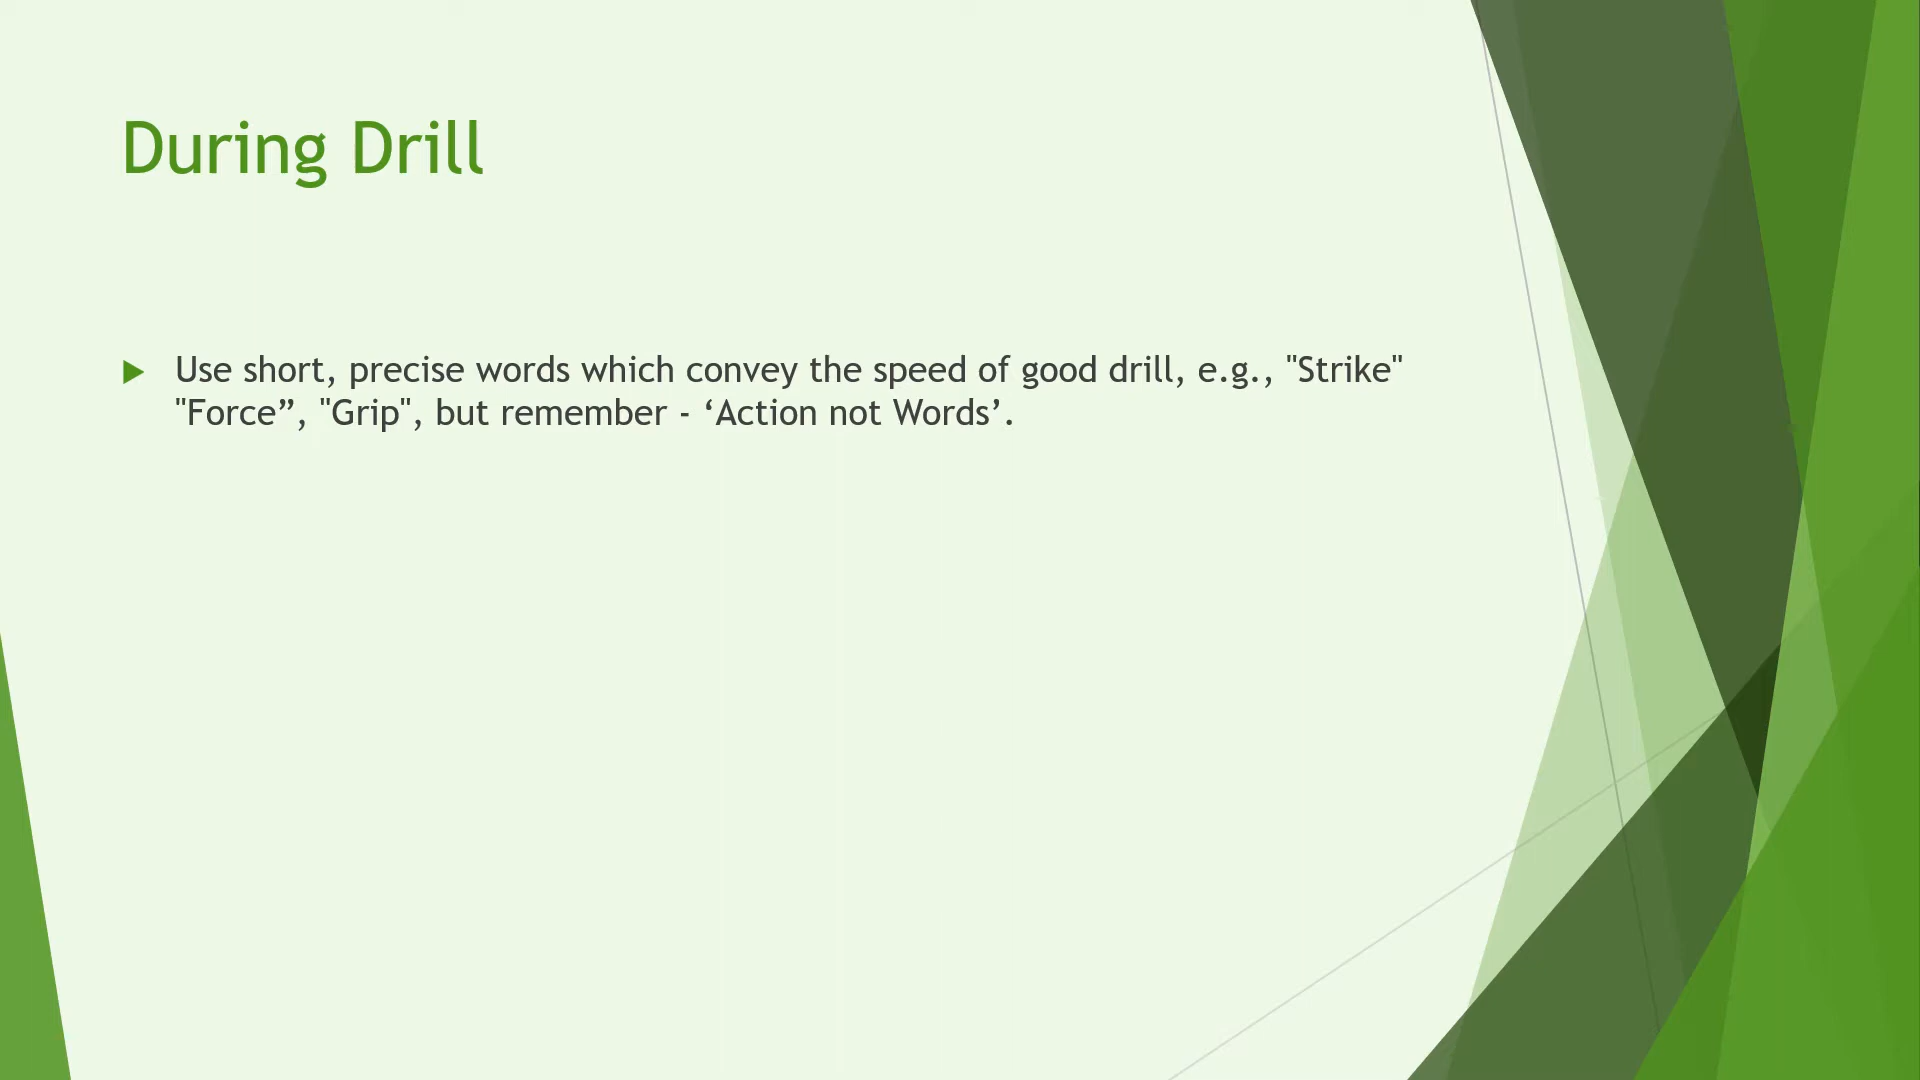 During Drill
Use short, precise words which convey the speed of good drill, e.g., "Strike"
"Force”, "Grip", but remember - ‘Action not Words’.